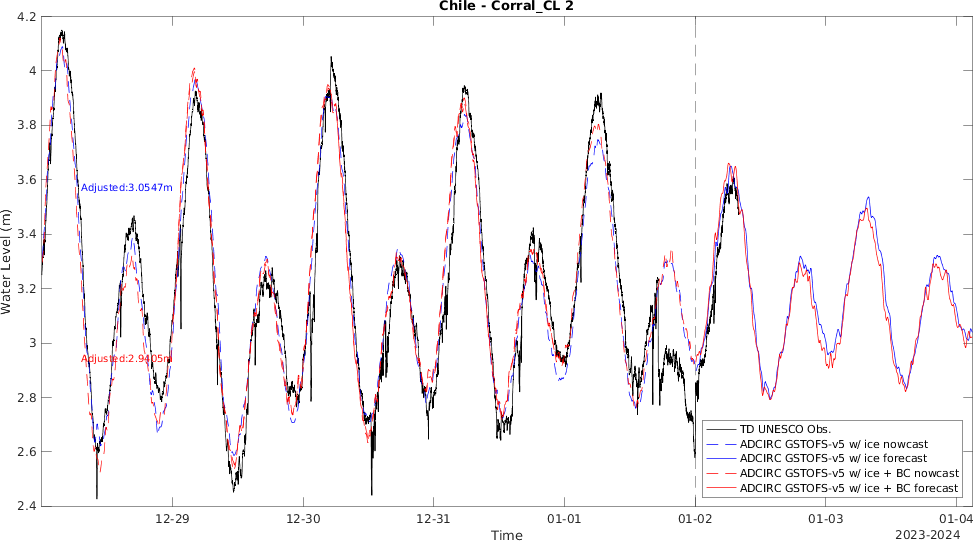 Chile - Corral_CL 2
4.2
4
3.8
3.6
3.4
3.2
3
2.8
2.6
2.4
Water Level (m)
Adjusted:3.0547m
Adjusted:2.9405m
TD UNESCO Obs.
ADCIRC GSTOFS-v5 w/ ice nowcast
ADCIRC GSTOFS-v5 w/ ice forecast
ADCIRC GSTOFS-v5 w/ ice + BC nowcast
ADCIRC GSTOFS-v5 w/ ice + BC forecast
12-29
12-30
12-31
01-01
01-02
01-03
01-04
Time
2023-2024